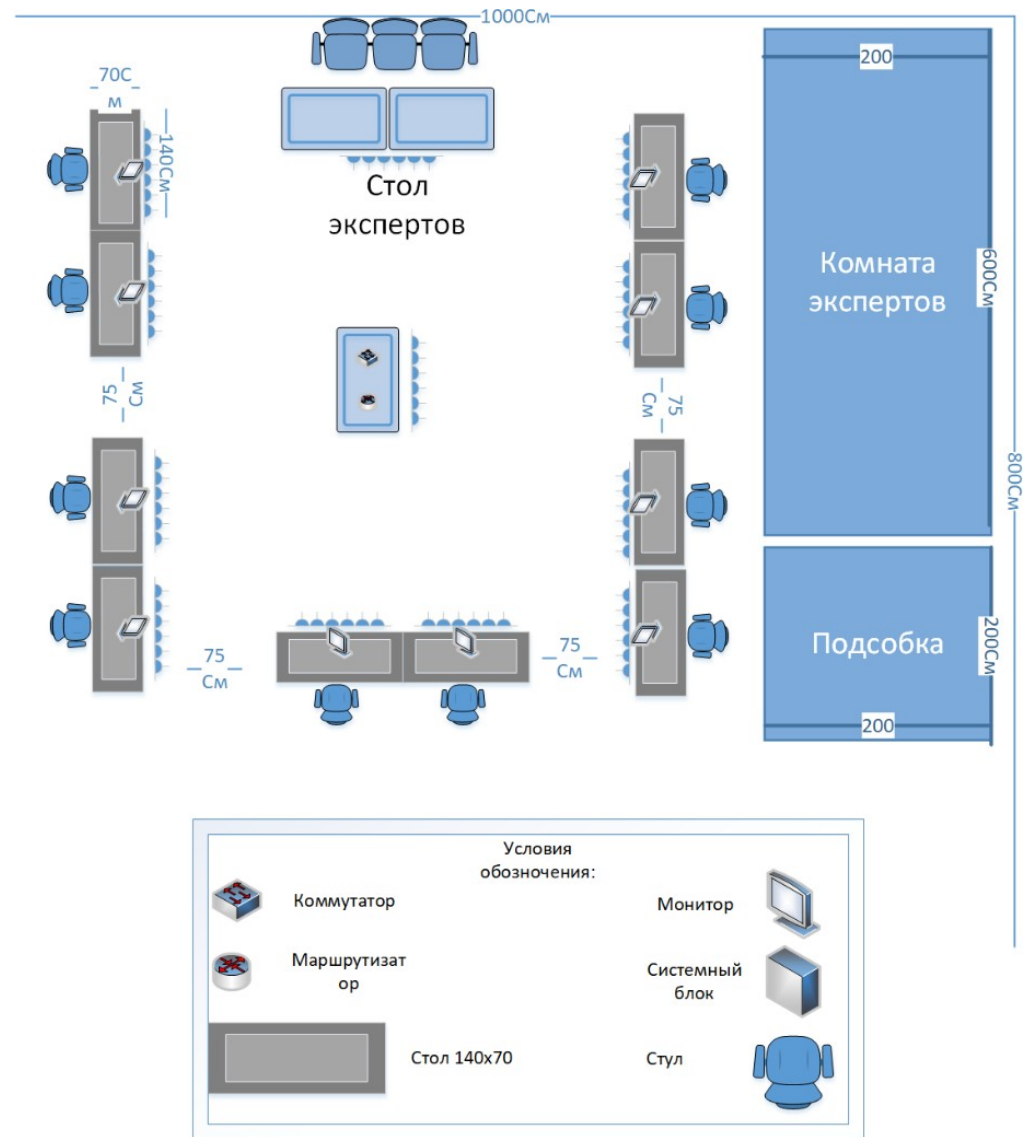 1000См
200
70С
м
140См
Стол
экспертов
Комната
экспертов
600См
75
См
75
См
800См
75
См
75
См
Подсобка
200См
200
Условия
обозночения:
Коммутатор
Монитор
Маршрутизат
ор
Системный
блок
Стол 140х70
Стул